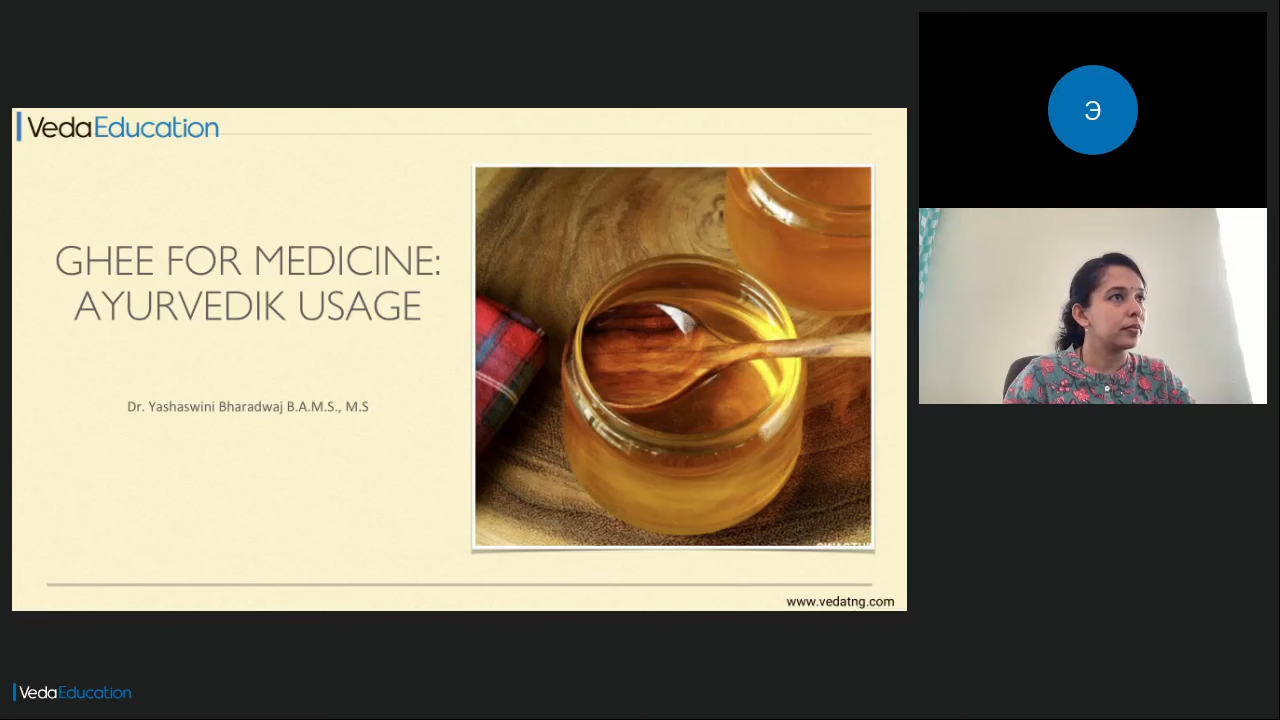 VedaEducation
GHEE FOR MEDICINE:
AYURVEDIK USAGE
Dr. Yashaswini Bharadwaj B.A.M.S., M.S
www.vedatng.com
Э
VedaEducation